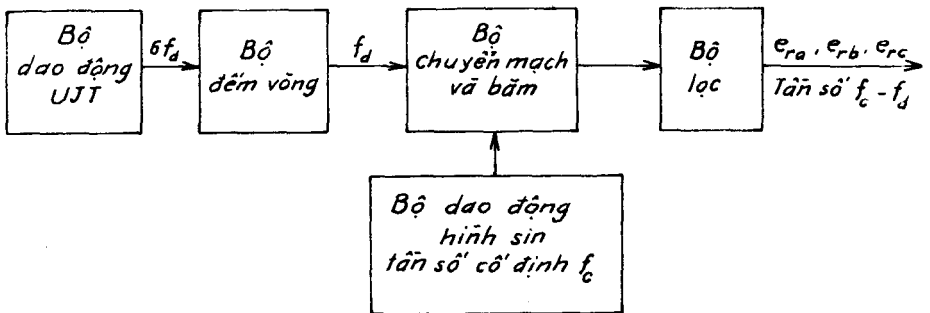 Bộ
dao động
UJT
6f_d
Bộ
đếm vòng
f_d
Bộ
chuyển mạch
và băm
Bộ
lọc
e_ra, e_rb, e_rc
Tần số f_c - f_d
Bộ dao động
hình sin
tần số cố định f_c